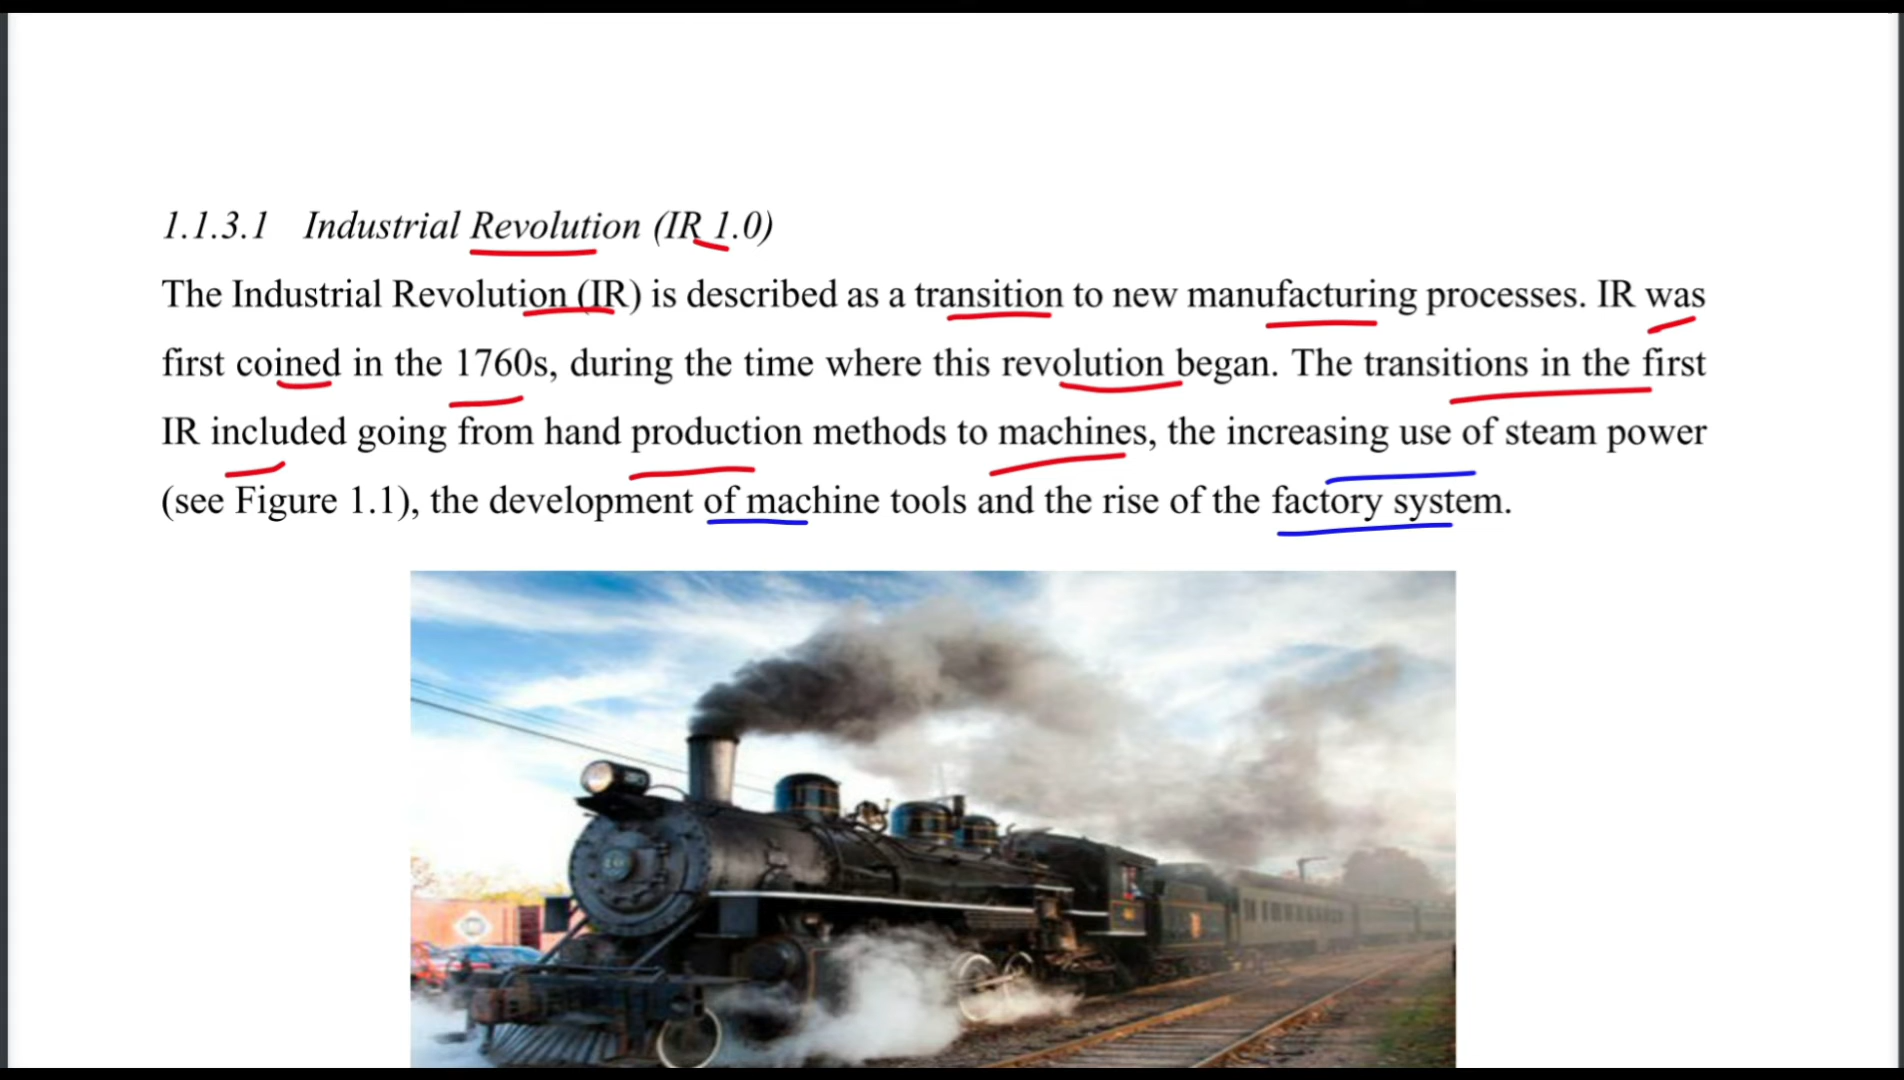 1.1.3.1 Industrial Revolution (IR 1.0)
The Industrial Revolution (IR) is described as a transition to new manufacturing processes. IR was
first coined in the 1760s, during the time where this revolution began. The transitions in the first
IR included going from hand production methods to machines, the increasing use of steam power
(see Figure 1.1), the development of machine tools and the rise of the factory system.